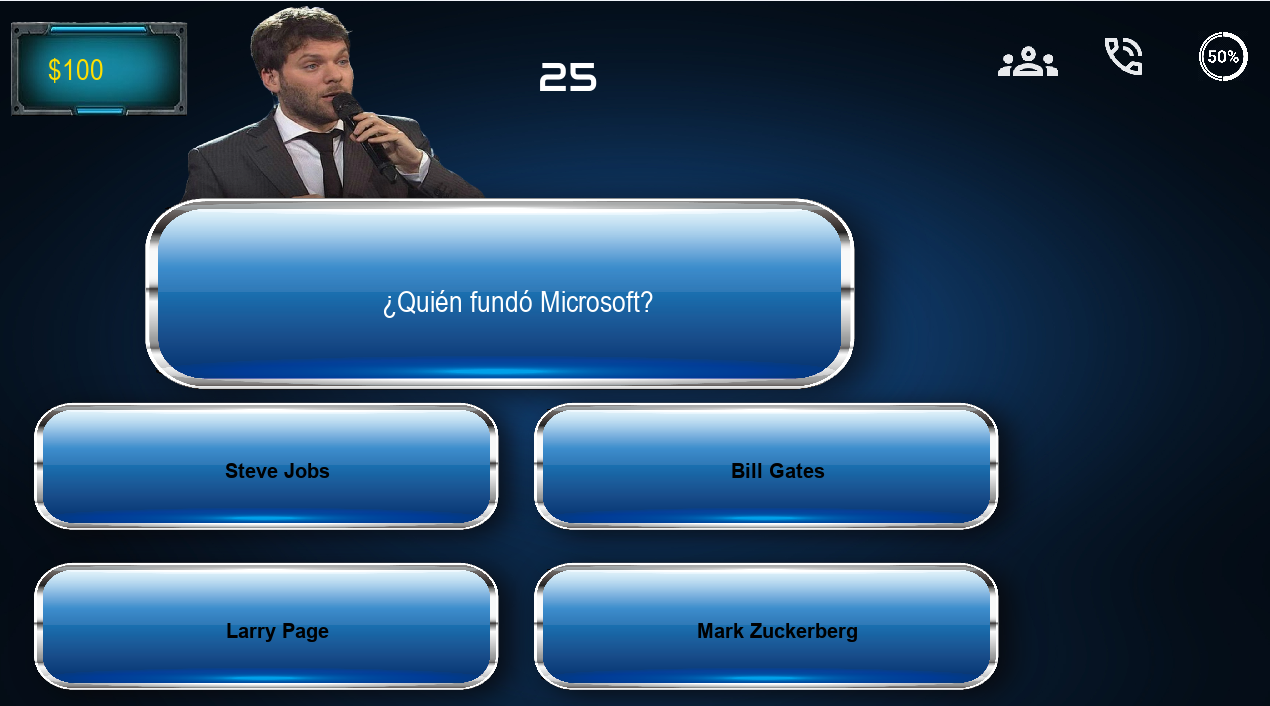 $100
25
50%
¿Quién fundó Microsoft?
Steve Jobs
Bill Gates
Larry Page
Mark Zuckerberg